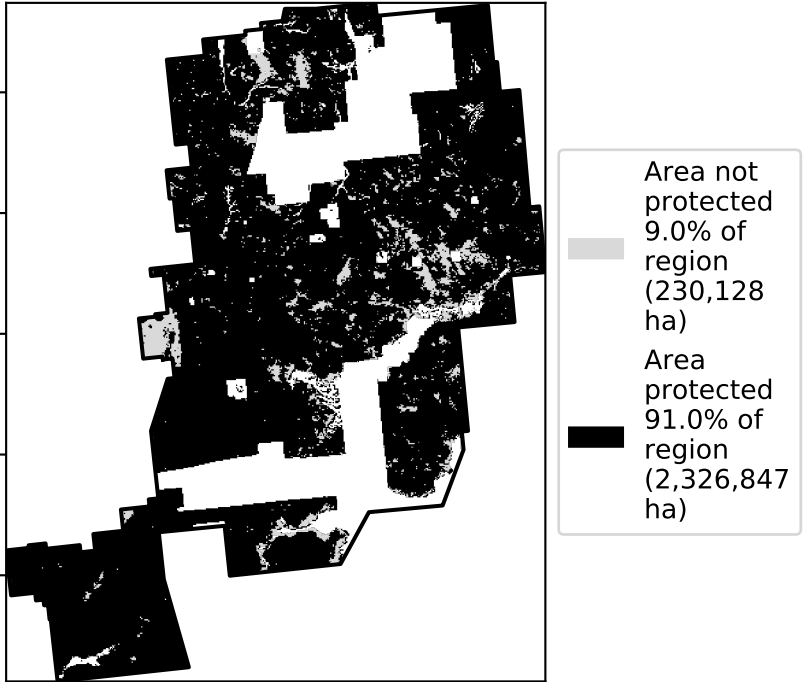 Area not
protected
9.0% of
region
(230,128
ha)
Area
protected
91.0% of
region
(2,326,847
ha)